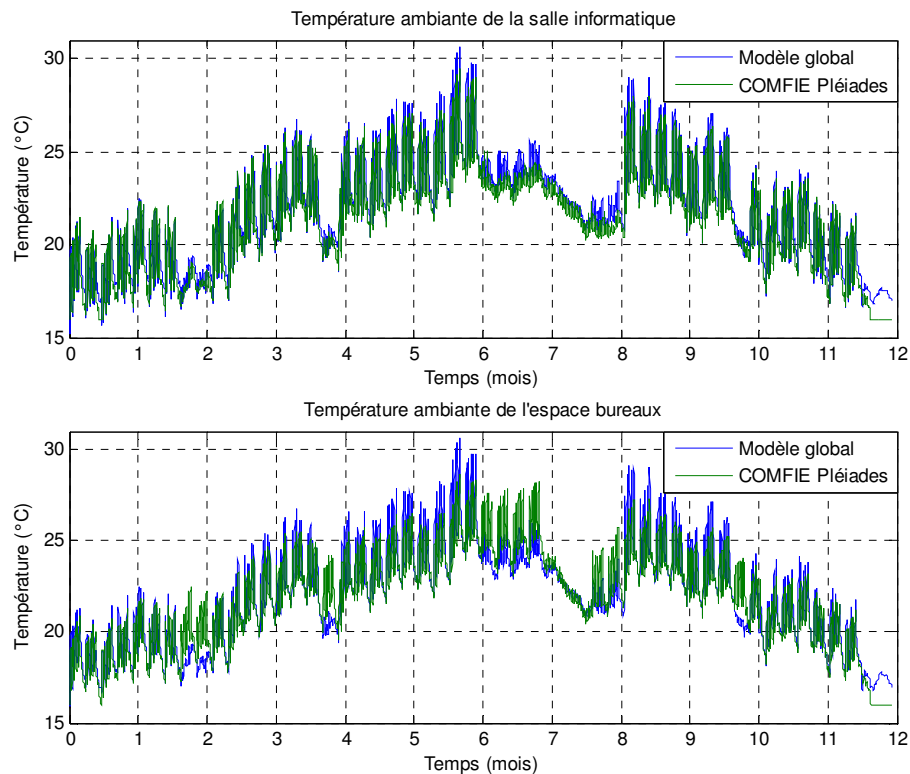 Température ambiante de la salle informatique
30
25
20
15
Température (°C)
Modèle global
COMFIE Pléiades
0 1 2 3 4 5 6 7 8 9 10 11 12
Temps (mois)
Température ambiante de l'espace bureaux
30
25
20
15
Température (°C)
Modèle global
COMFIE Pléiades
0 1 2 3 4 5 6 7 8 9 10 11 12
Temps (mois)